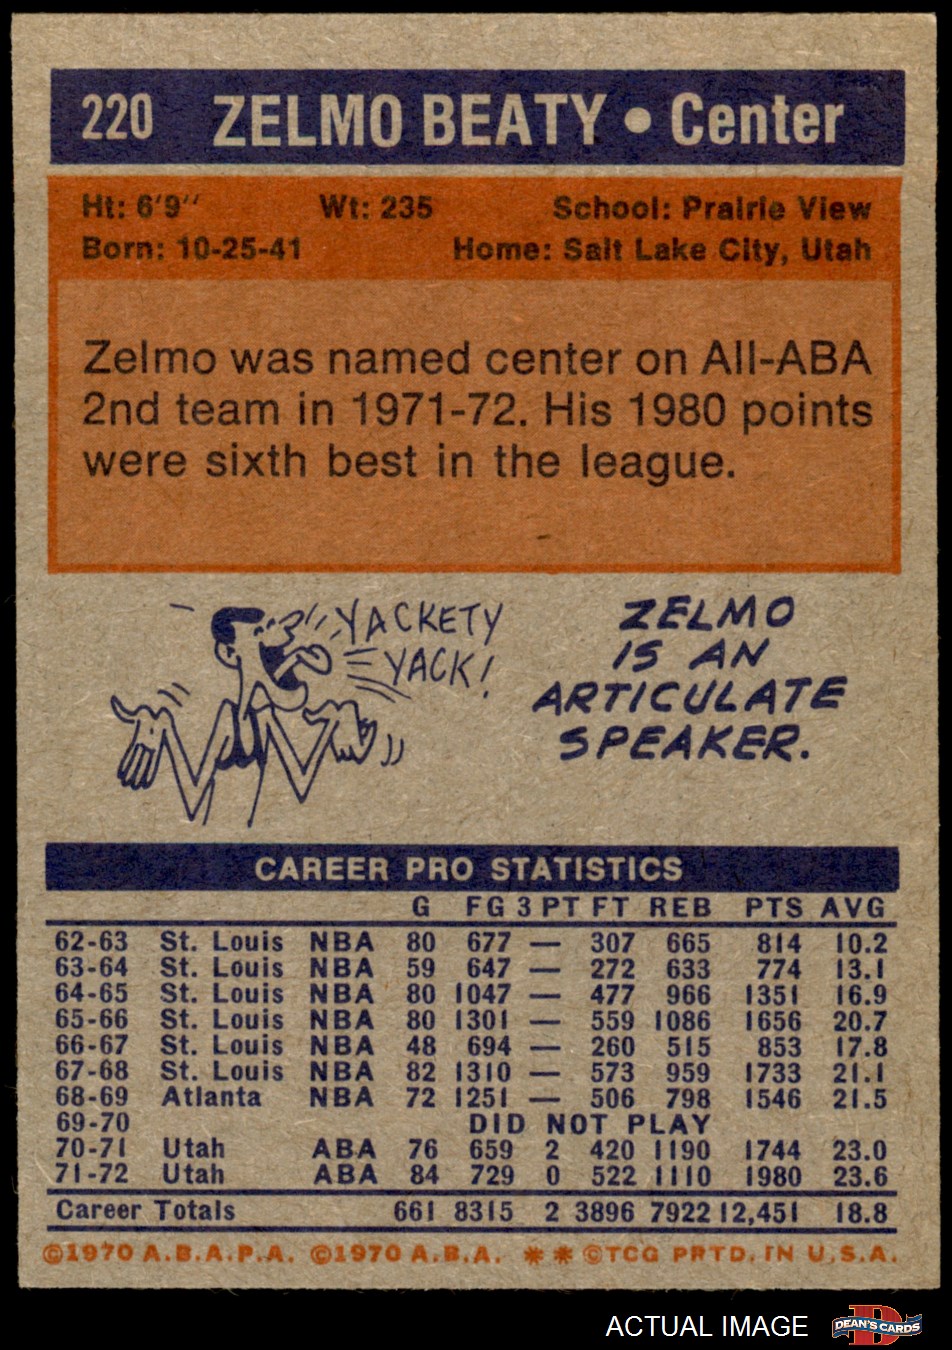 220 ZELMO BEATY • Center
Ht: 6'9" Wt: 235 School: Prairie View
Born: 10-25-41 Home: Salt Lake City, Utah
Zelmo was named center on All-ABA
2nd team in 1971-72. His 1980 points
were sixth best in the league.
YACKETY
YACK!
ZELMO
IS AN
ARTICULATE
SPEAKER.
CAREER PRO STATISTICS
G FG 3 PT FT REB PTS AVG
62-63 St. Louis NBA 80 677 — 307 665 814 10.2
63-64 St. Louis NBA 59 647 — 272 633 774 13.1
64-65 St. Louis NBA 80 1047 — 477 966 1351 16.9
65-66 St. Louis NBA 80 1301 — 559 1086 1656 20.7
66-67 St. Louis NBA 48 694 — 260 515 853 17.8
67-68 St. Louis NBA 82 1310 — 573 959 1733 21.1
68-69 Atlanta NBA 72 1251 — 506 798 1546 21.5
69-70 DID NOT PLAY
70-71 Utah ABA 76 659 2 420 1190 1744 23.0
71-72 Utah ABA 84 729 0 522 1110 1980 23.6
Career Totals 661 8315 2 3896 7922 12,451 18.8
©1970 A.B.A.P.A. ©1970 A.B.A. ** ©TCG PRTD. IN U.S.A.
ACTUAL IMAGE DEAN'S CARDS